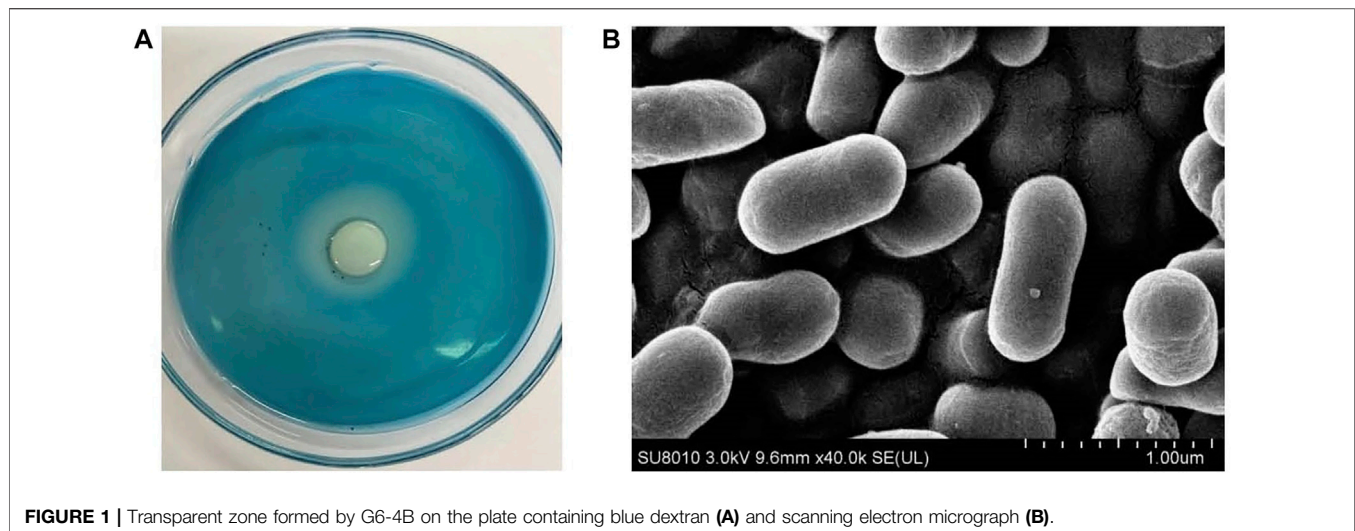 A
B
SU8010 3.0kV 9.6mm x40.0k SE(UL)
1.00um
FIGURE 1 | Transparent zone formed by G6-4B on the plate containing blue dextran (A) and scanning electron micrograph (B).